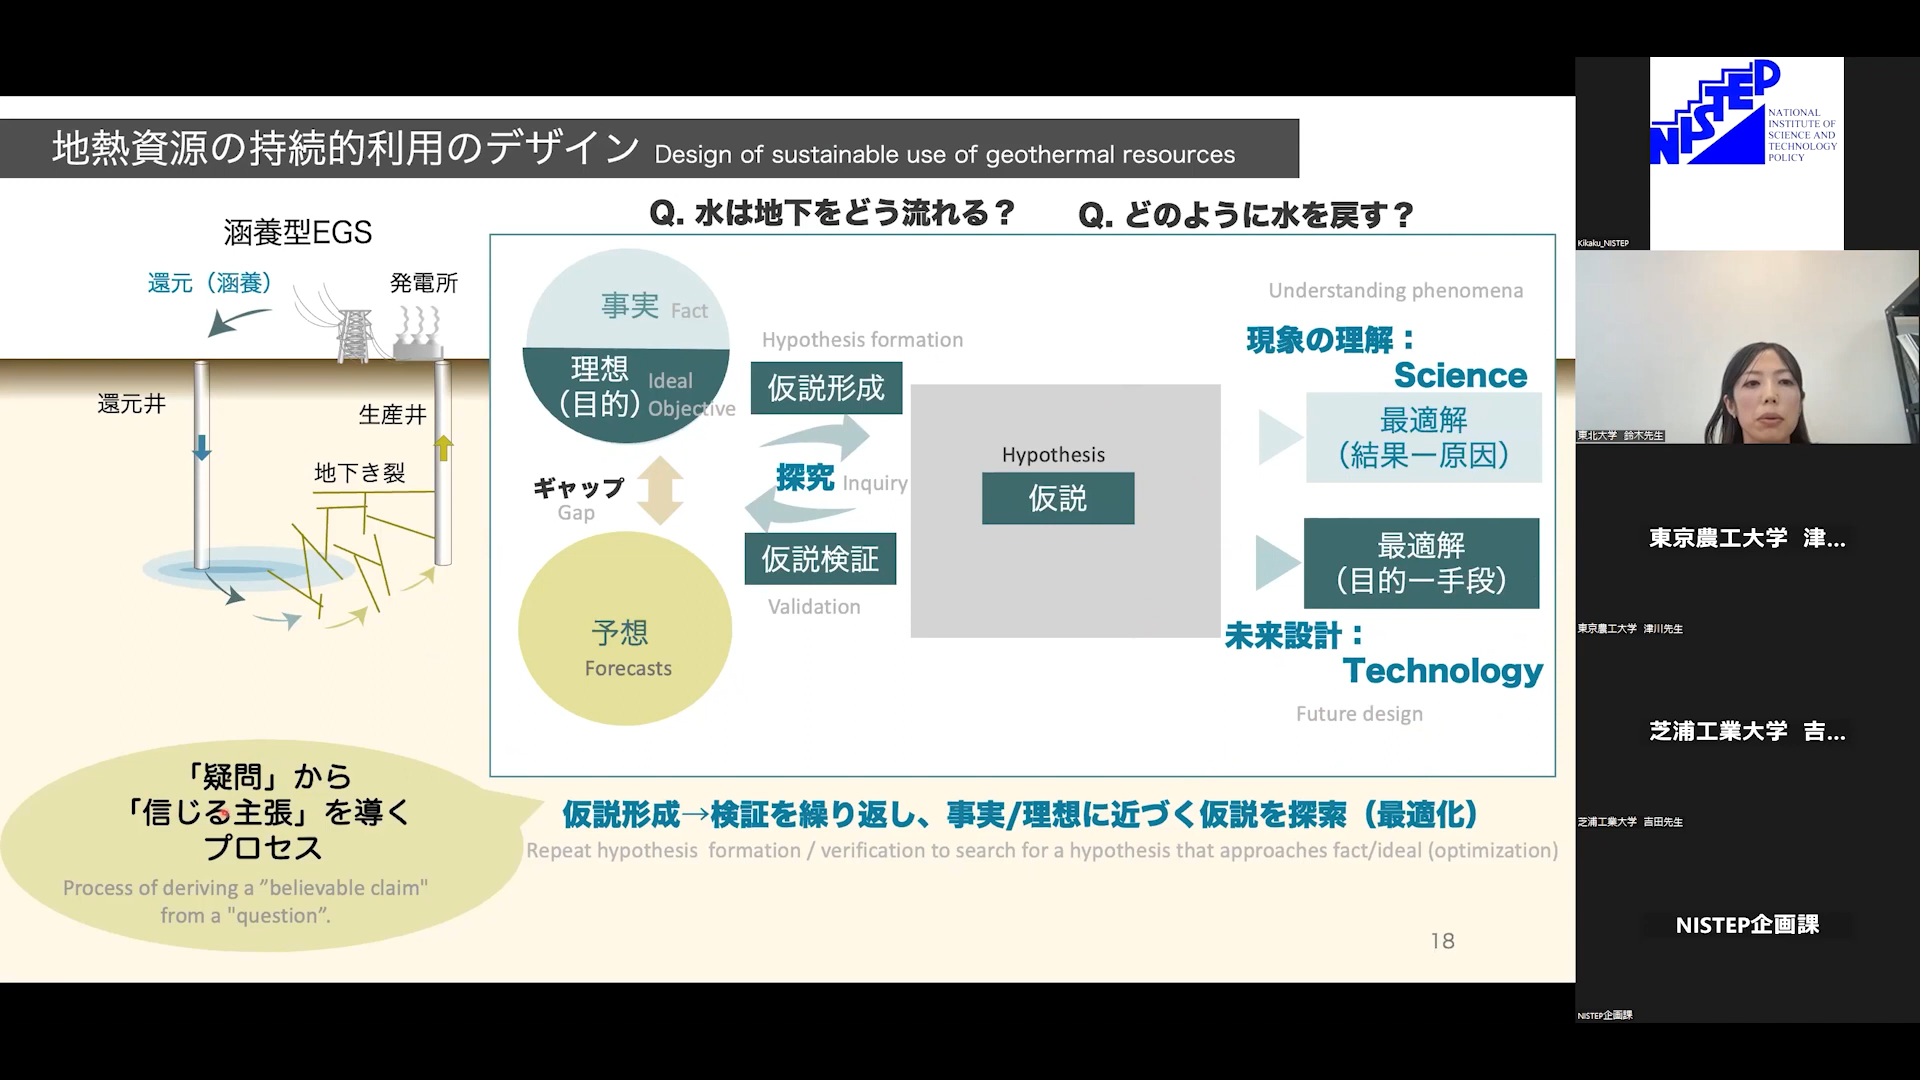 地熱資源の持続的利用のデザイン Design of sustainable use of geothermal resources
涵養型EGS
還元（涵養）
発電所
還元井
生産井
地下き裂
Q. 水は地下をどう流れる？
Q. どのように水を戻す？
事実 Fact
理想 Ideal
（目的） Objective
ギャップ
Gap
予想
Forecasts
Hypothesis formation
仮説形成
探究 Inquiry
仮説検証
Validation
Hypothesis
仮説
Understanding phenomena
現象の理解：
Science
最適解
（結果ー原因）
最適解
（目的ー手段）
未来設計：
Technology
Future design
「疑問」から
「信じる主張」を導く
プロセス
Process of deriving a ”believable claim"
from a "question”.
仮説形成→検証を繰り返し、事実/理想に近づく仮説を探索（最適化）
Repeat hypothesis formation / verification to search for a hypothesis that approaches fact/ideal (optimization)
18
NISTEP
NATIONAL
INSTITUTE OF
SCIENCE AND
TECHNOLOGY
POLICY
Kikaku_NISTEP
東北大学 鈴木先生
東京農工大学 津...
東京農工大学 津川先生
芝浦工業大学 吉...
芝浦工業大学 吉田先生
NISTEP企画課
NISTEP企画課